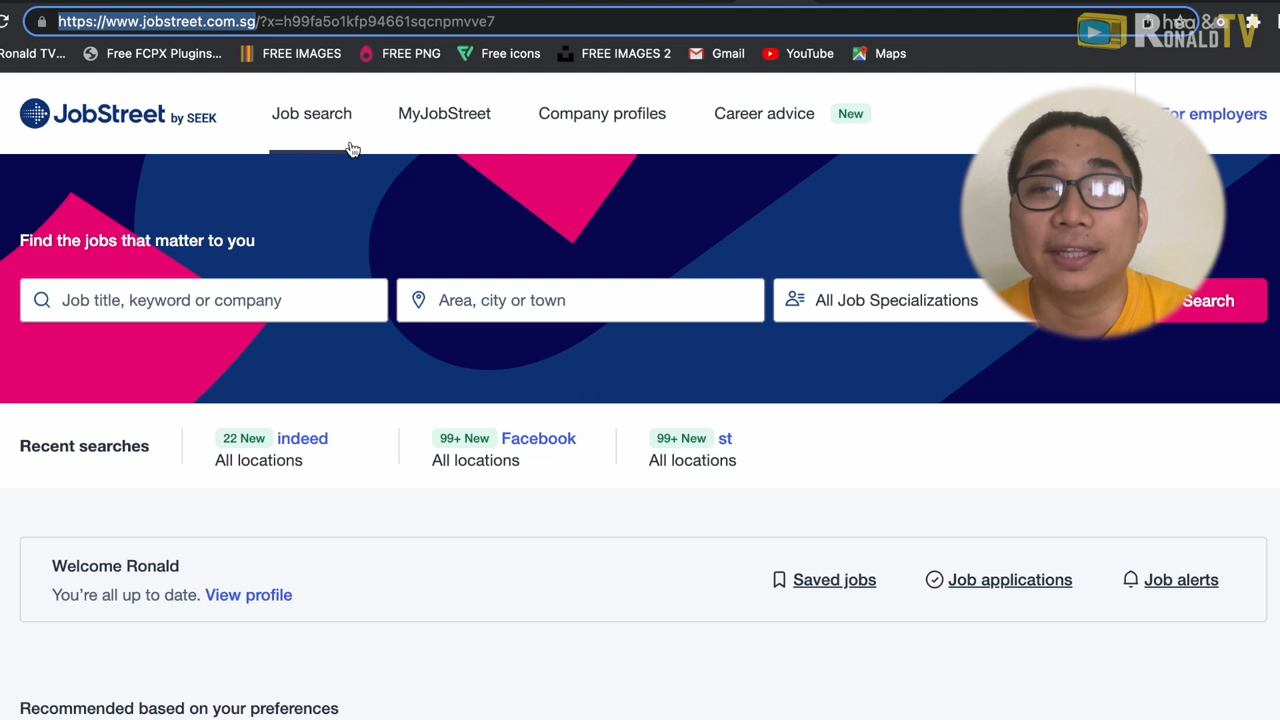 https://www.jobstreet.com.sg/?x=h99fa5o1kfp94661sqcnpmvve7
Rhea &
RONALDTV
Ronald TV... Free FCPX Plugins... FREE IMAGES FREE PNG Free icons FREE IMAGES 2 Gmail YouTube Maps
JobStreet by SEEK Job search MyJobStreet Company profiles Career advice New For employers
Find the jobs that matter to you
Job title, keyword or company Area, city or town All Job Specializations Search
Recent searches 22 New indeed 99+ New Facebook 99+ New st
All locations All locations All locations
Welcome Ronald
You're all up to date. View profile Saved jobs Job applications Job alerts
Recommended based on your preferences